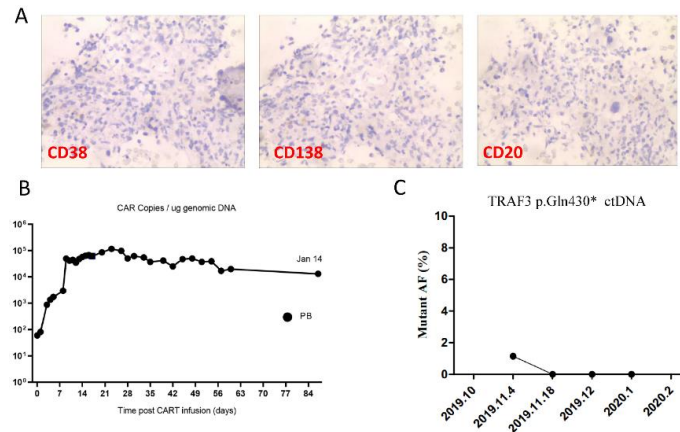 A
CD38
CD138
CD20
B
CAR Copies / ug genomic DNA
10⁶
10⁵
10⁴
10³
10²
10¹
10⁰
Jan 14
PB
0 7 14 21 28 35 42 49 56 63 70 77 84
Time post CART infusion (days)
C
TRAF3 p.Gln430* ctDNA
Mutant AF (%)
10
8
6
4
2
0
2019.10
2019.11.4
2019.11.18
2019.12
2020.1
2020.2